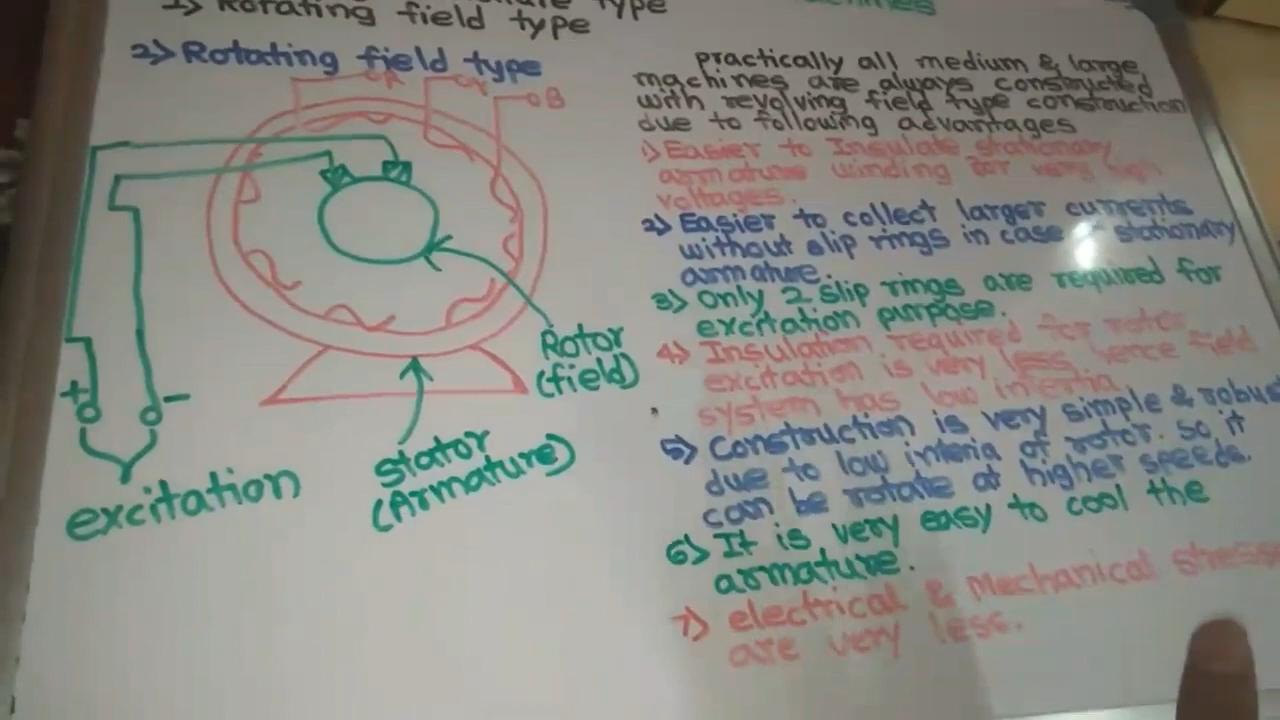 type
1) Rotating field type
2) Rotating field type
R
Y
B
Rotor
(field)
+
-
excitation
Stator
(Armature)
practically all medium & large
machines are always constructed
with revolving field type construction
due to following advantages
1) Easier to Insulate stationary
armature winding for very high
voltages.
2) Easier to collect larger currents
without slip rings in case of stationary
armature.
3) Only 2 slip rings are required for
excitation purpose.
4) Insulation required for rotor
excitation is very less, hence field
system has low inertia
5) Construction is very simple & robust
due to low interia of rotor. so it
can be rotate at higher speeds.
6) It is very easy to cool the
armature.
7) electrical & Mechanical stresses
are very less.